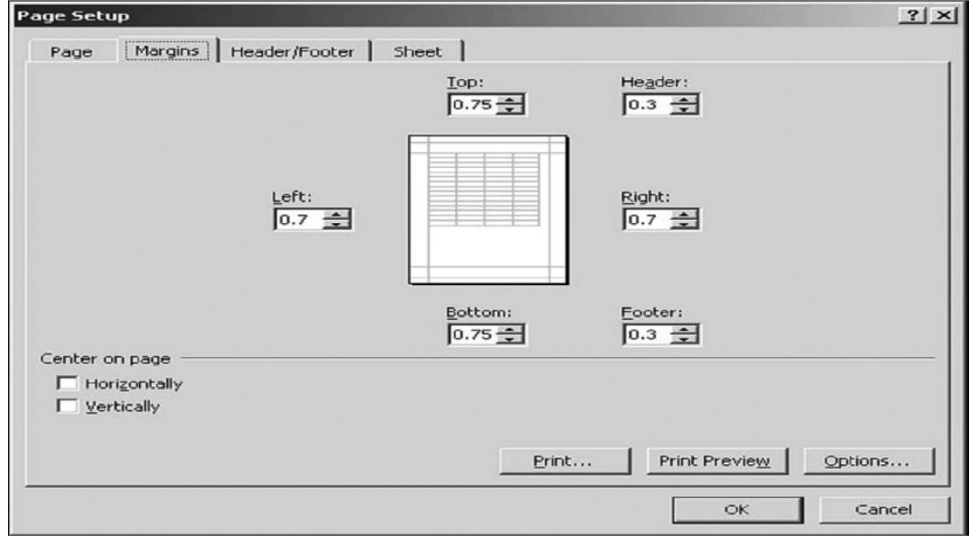 Page Setup
Page Margins Header/Footer Sheet
Top: Header:
0.75 0.3
Left: Right:
0.7 0.7
Bottom: Footer:
0.75 0.3
Center on page
Horizontally
Vertically
Print... Print Preview Options...
OK Cancel